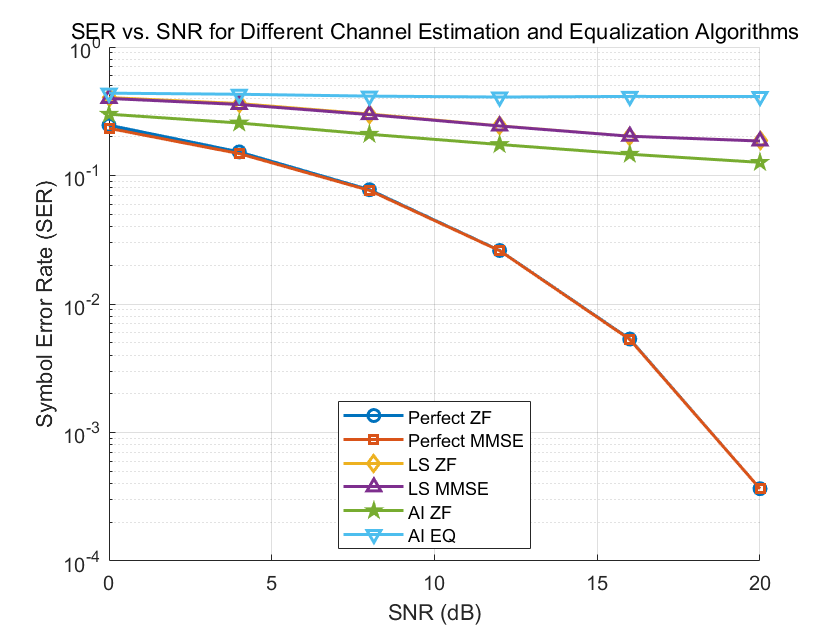 SER vs. SNR for Different Channel Estimation and Equalization Algorithms
10^0
10^-1
10^-2
10^-3
10^-4
Symbol Error Rate (SER)
Perfect ZF
Perfect MMSE
LS ZF
LS MMSE
AI ZF
AI EQ
0 5 10 15 20
SNR (dB)